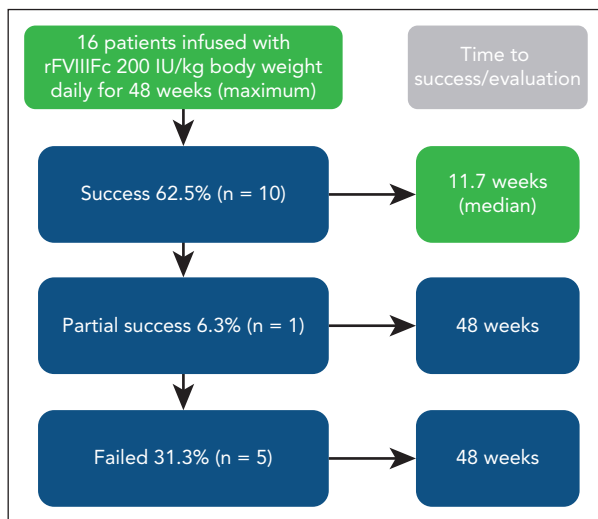 16 patients infused with
rFVIIIFc 200 IU/kg body weight
daily for 48 weeks (maximum)
Time to
success/evaluation
Success 62.5% (n = 10)
11.7 weeks
(median)
Partial success 6.3% (n = 1)
48 weeks
Failed 31.3% (n = 5)
48 weeks